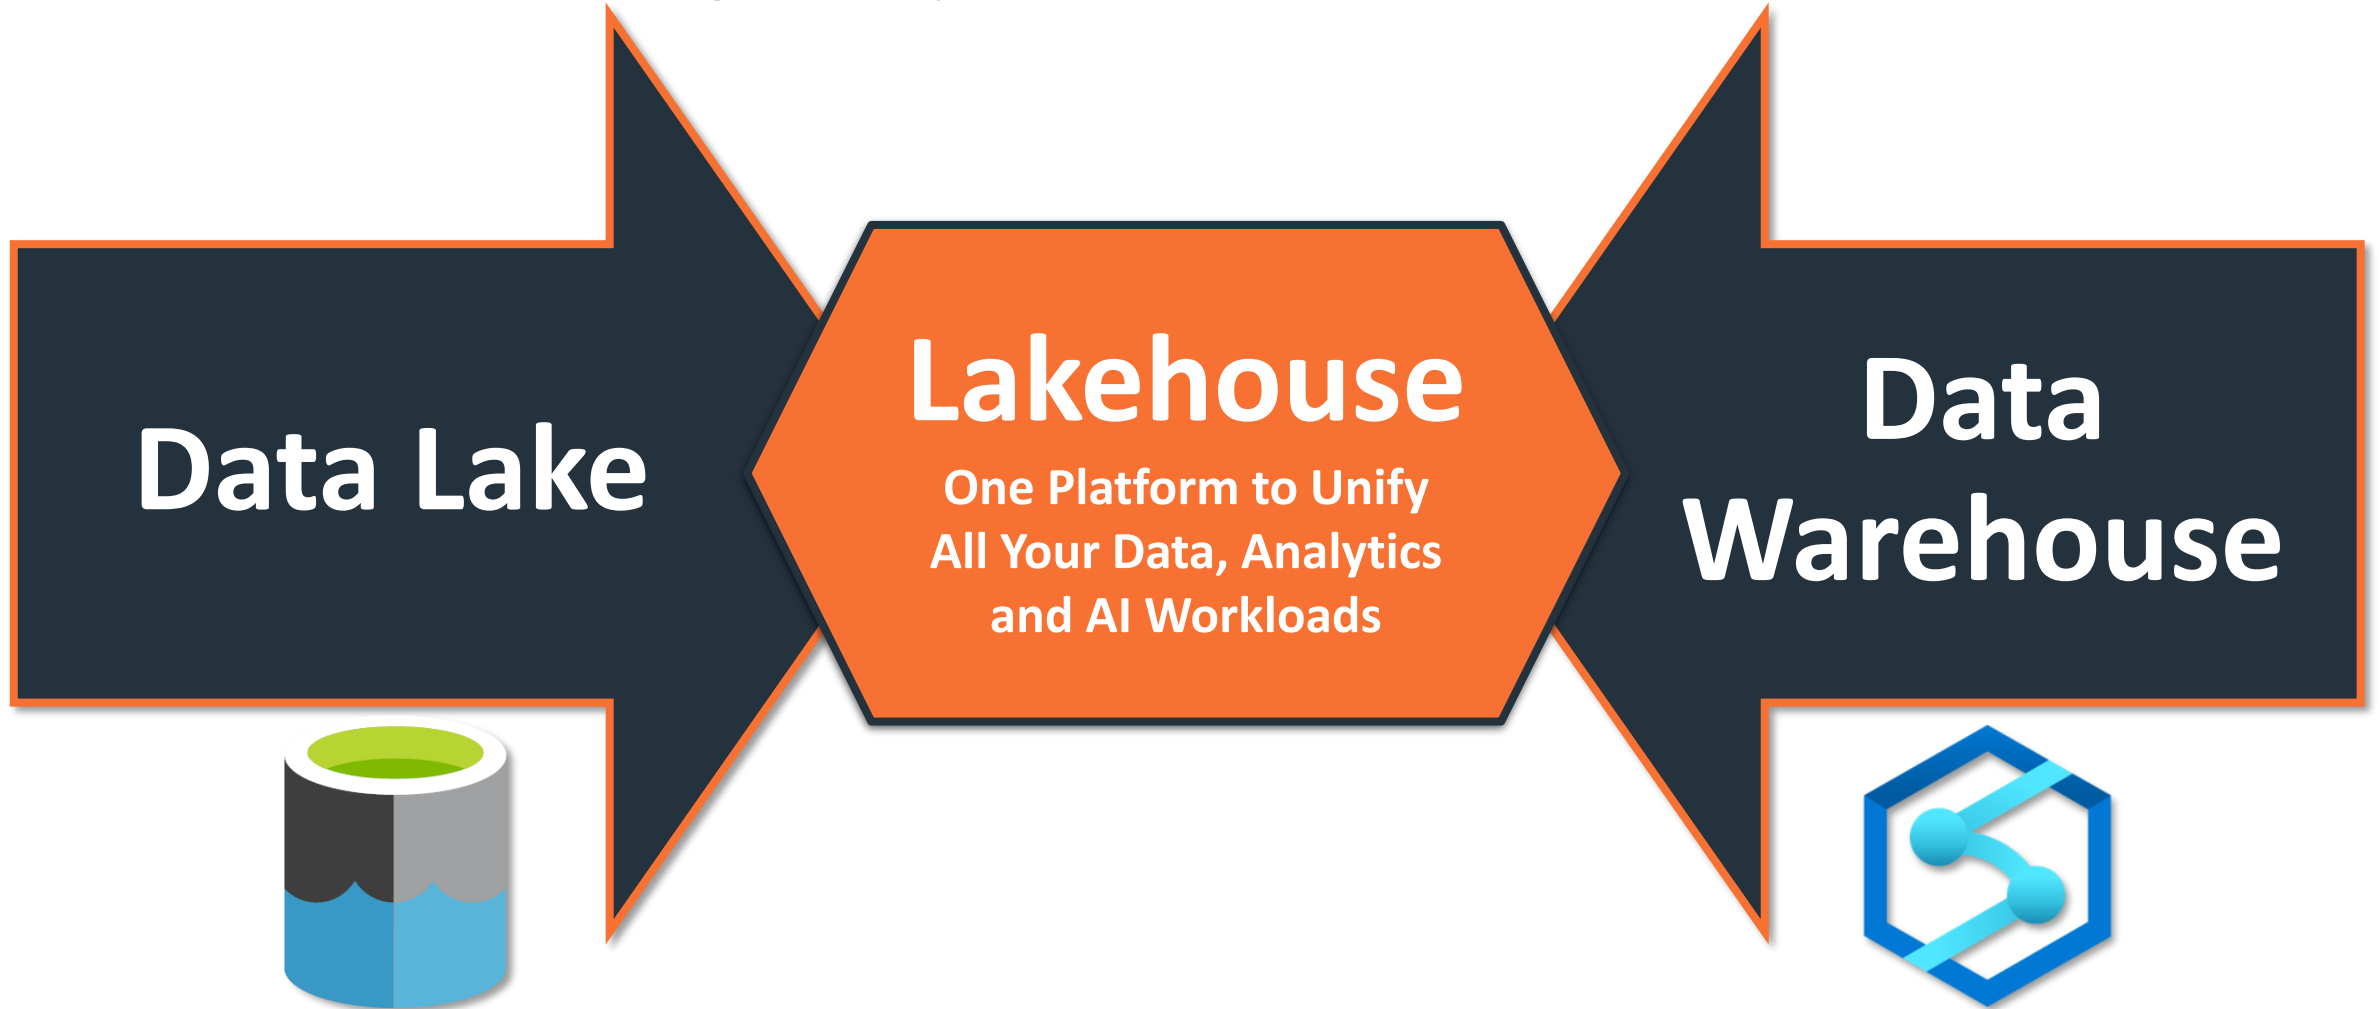 Data Lake
Lakehouse
One Platform to Unify
All Your Data, Analytics
and AI Workloads
Data
Warehouse